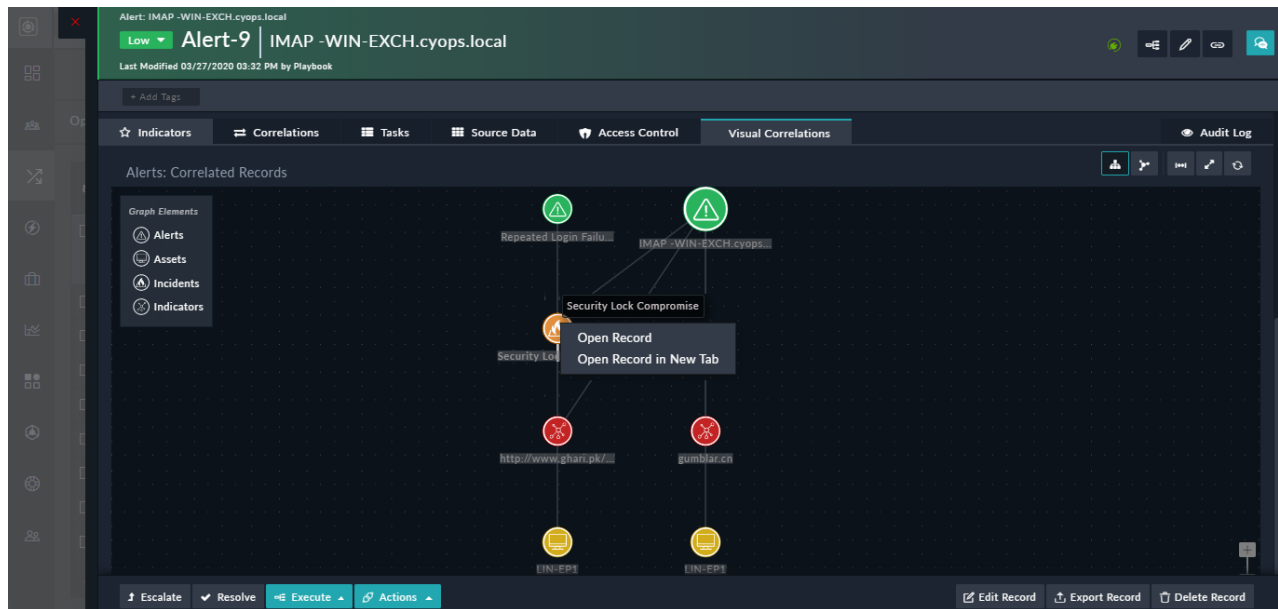 Alert: IMAP -WIN-EXCH.cyops.local
Low Alert-9 IMAP -WIN-EXCH.cyops.local
Last Modified 03/27/2020 03:32 PM by Playbook
+ Add Tags
Op
Indicators Correlations Tasks Source Data Access Control Visual Correlations Audit Log
Alerts: Correlated Records
Graph Elements
Alerts
Assets
Incidents
Indicators
Repeated Login Failu...
IMAP -WIN-EXCH.cyops...
Security Lock Compromise
Open Record
Security Loc
Open Record in New Tab
http://www.ghari.pk/...
gumblar.cn
LIN-EP1
LIN-EP1
Escalate Resolve Execute Actions Edit Record Export Record Delete Record